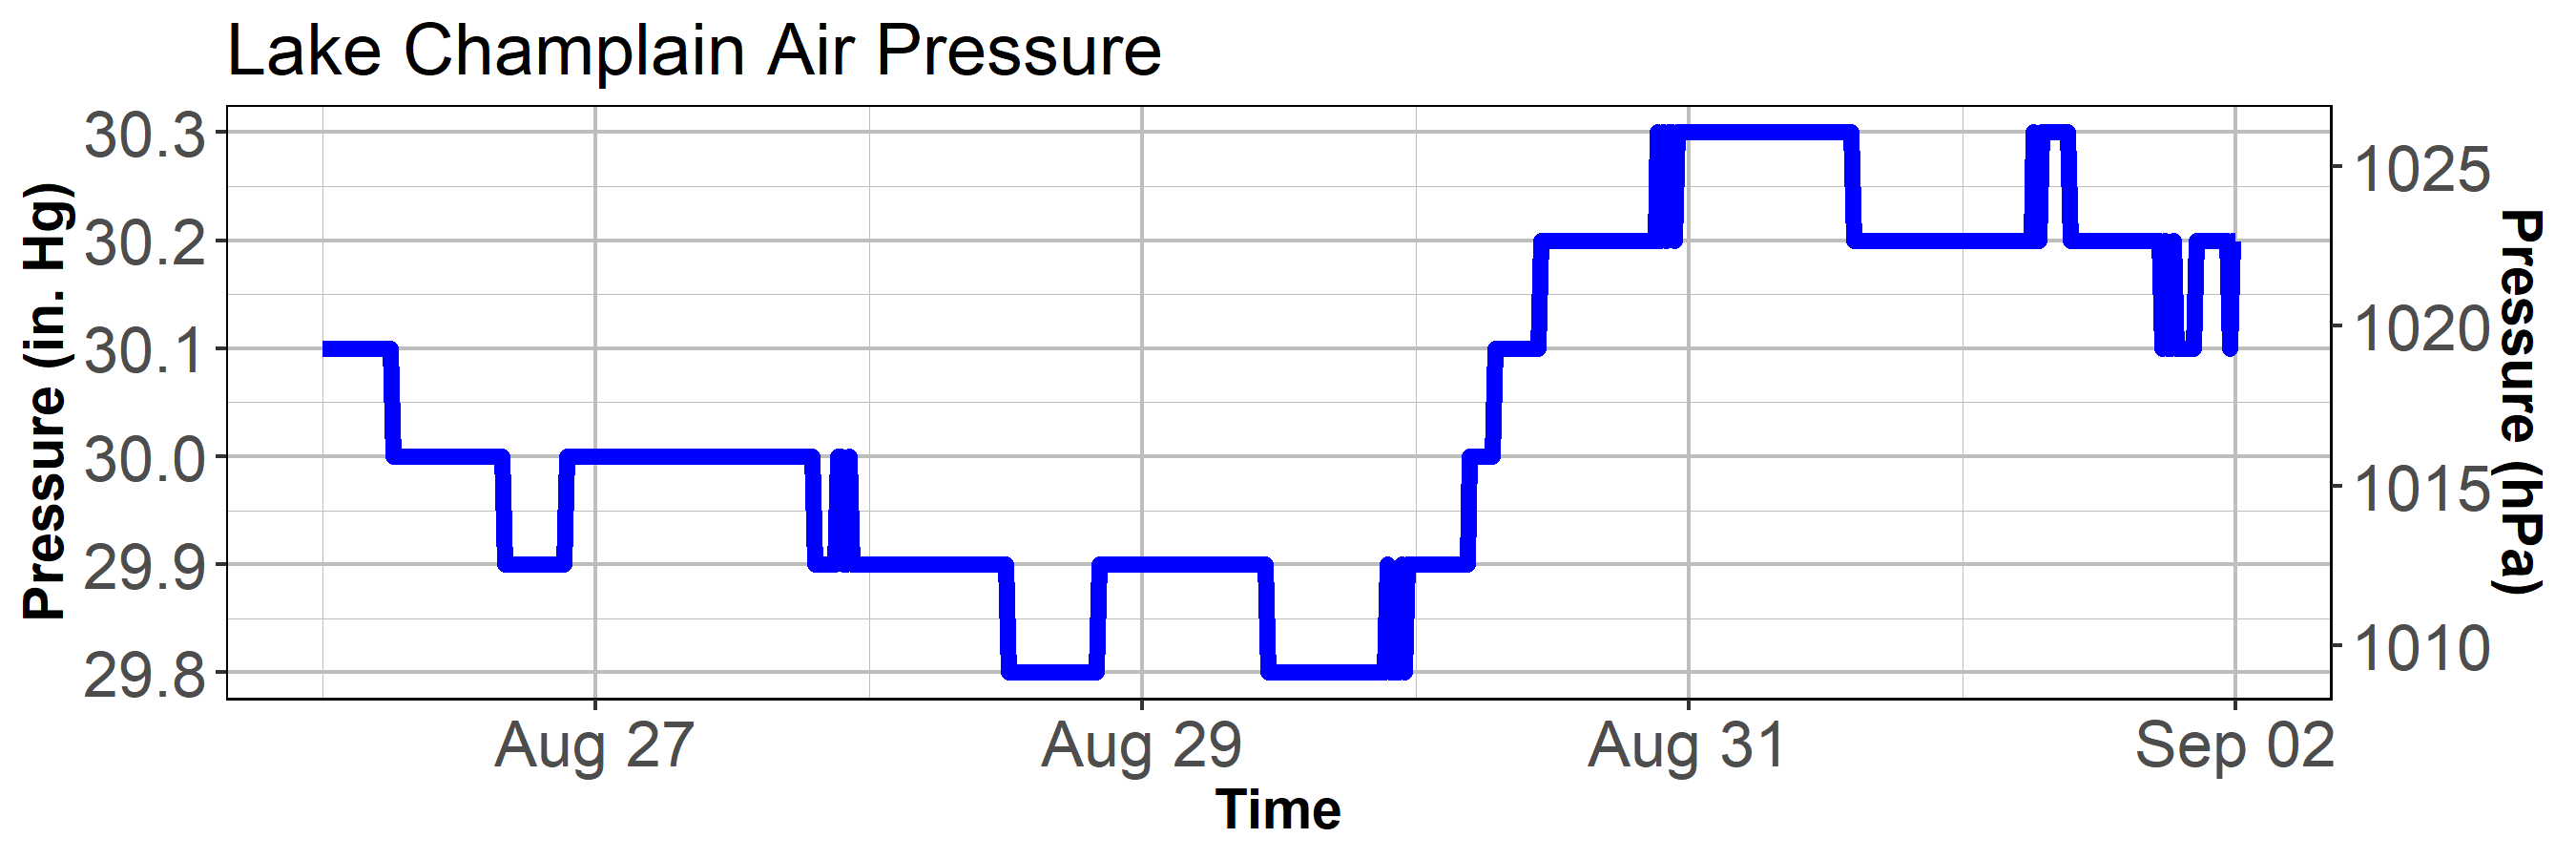 Lake Champlain Air Pressure
Pressure (in. Hg)
30.3
30.2
30.1
30.0
29.9
29.8
1025
1020
1015
1010
Pressure (hPa)
Aug 27
Aug 29
Aug 31
Sep 02
Time